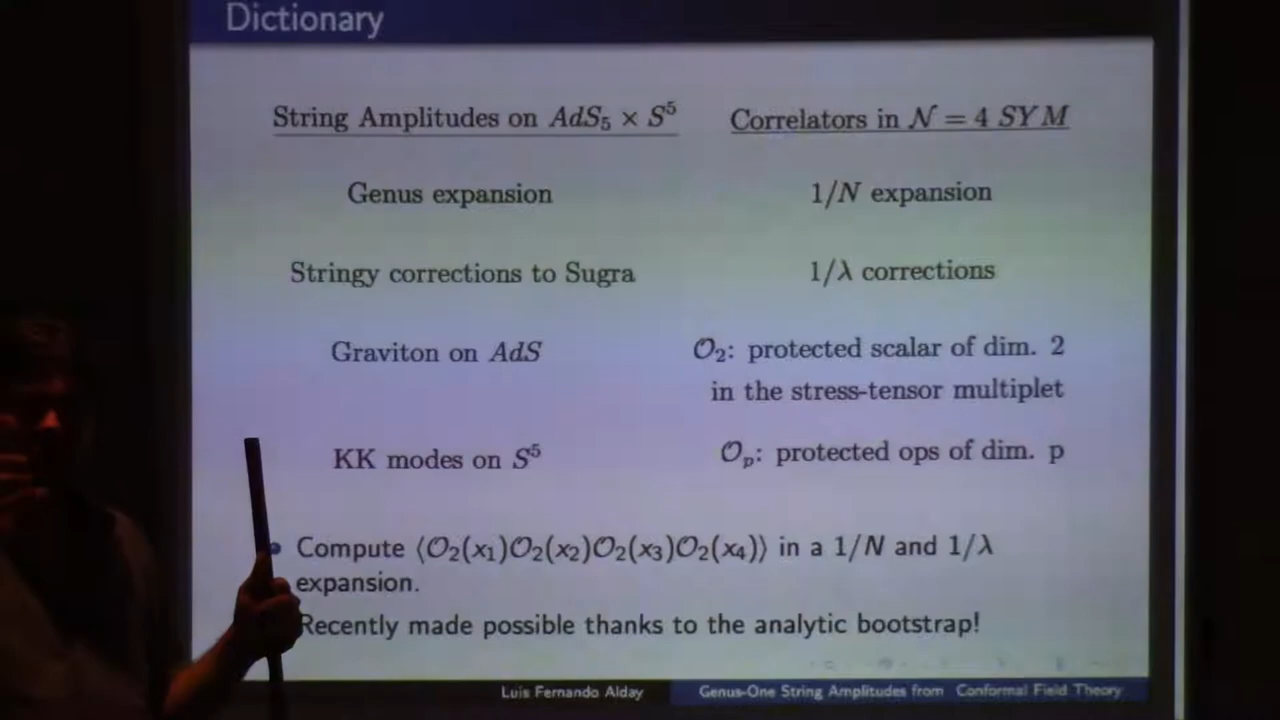 Dictionary
String Amplitudes on AdS₅ × S⁵ Correlators in 𝒩 = 4 SYM
Genus expansion 1/N expansion
Stringy corrections to Sugra 1/λ corrections
Graviton on AdS 𝒪₂: protected scalar of dim. 2
in the stress-tensor multiplet
KK modes on S⁵ 𝒪ₚ: protected ops of dim. p
Compute ⟨𝒪₂(x₁)𝒪₂(x₂)𝒪₂(x₃)𝒪₂(x₄)⟩ in a 1/N and 1/λ
expansion.
Recently made possible thanks to the analytic bootstrap!
Luis Fernando Alday Genus-One String Amplitudes from Conformal Field Theory